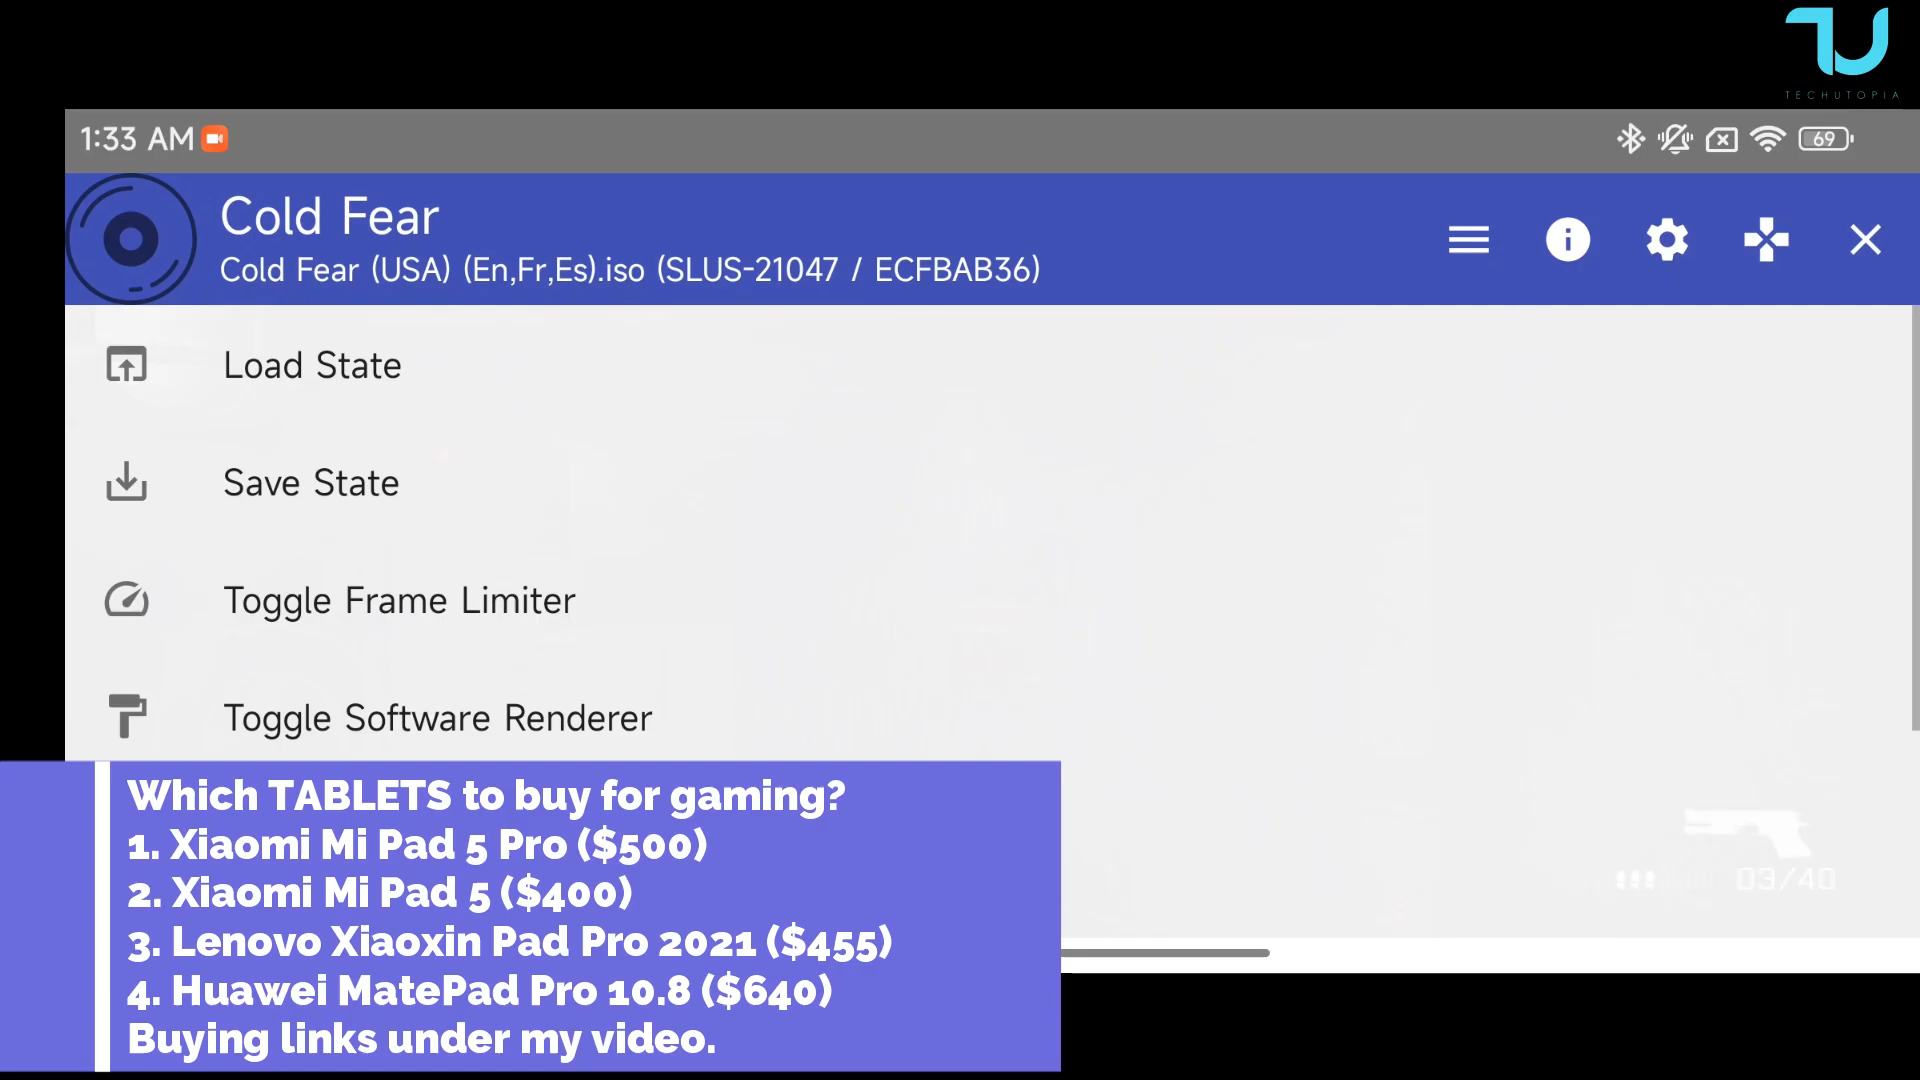 TU
TECHUTOPIA
1:33 AM
69
Cold Fear
Cold Fear (USA) (En,Fr,Es).iso (SLUS-21047 / ECFBAB36)
Load State
Save State
Toggle Frame Limiter
Toggle Software Renderer
03/40
Which TABLETS to buy for gaming?
1. Xiaomi Mi Pad 5 Pro ($500)
2. Xiaomi Mi Pad 5 ($400)
3. Lenovo Xiaoxin Pad Pro 2021 ($455)
4. Huawei MatePad Pro 10.8 ($640)
Buying links under my video.